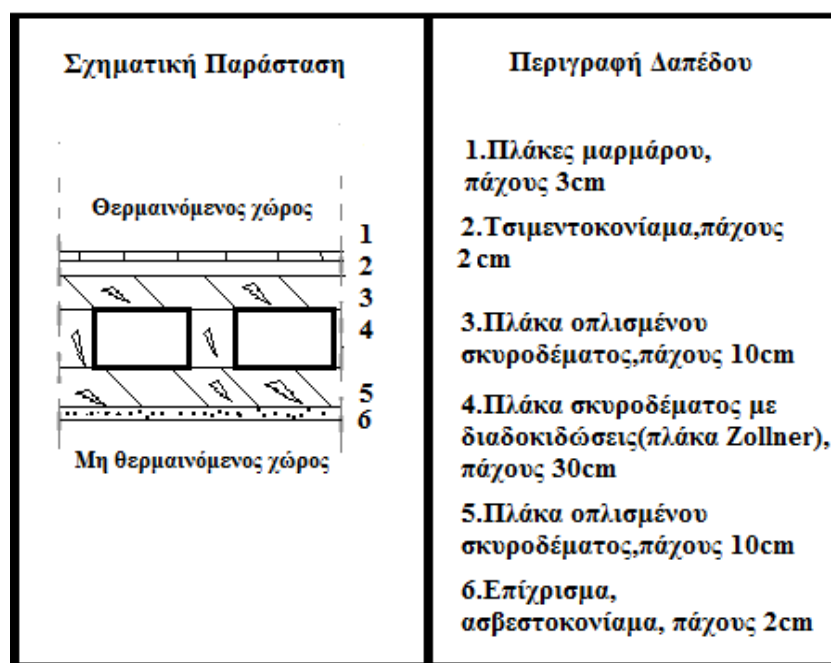 Σχηματική Παράσταση
Θερμαινόμενος χώρος
1
2
3
4
5
6
Μη θερμαινόμενος χώρος
Περιγραφή Δαπέδου
1.Πλάκες μαρμάρου,
πάχους 3cm
2.Τσιμεντοκονίαμα,πάχους
2 cm
3.Πλάκα οπλισμένου
σκυροδέματος,πάχους 10cm
4.Πλάκα σκυροδέματος με
διαδοκιδώσεις(πλάκα Zollner),
πάχους 30cm
5.Πλάκα οπλισμένου
σκυροδέματος,πάχους 10cm
6.Επίχρισμα,
ασβεστοκονίαμα, πάχους 2cm